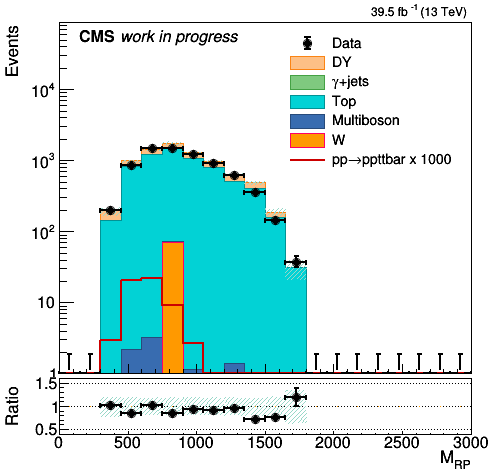 39.5 fb⁻¹ (13 TeV)
CMS work in progress
Events
Data
DY
γ+jets
Top
Multiboson
W
pp→ppttbar x 1000
10⁴
10³
10²
10
1
Ratio
1.5
1
0.5
0 500 1000 1500 2000 2500 3000
M_RP